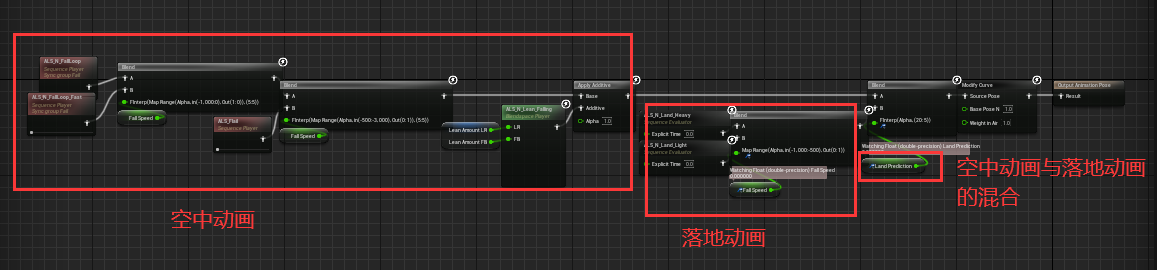 ALS_N_FallLoop
Sequence Player
Sync group Fall
ALS_N_FallLoop_Fast
Sequence Player
Sync group Fall
Blend
A
B
FInterp(Map Range(Alpha.in(-1.000:0), Out(1:0)), (5:5))
Fall Speed
ALS_Flail
Sequence Player
Blend
A
B
FInterp(Map Range(Alpha.in(-500:-3,000), Out(0:1)), (5:5))
Fall Speed
Lean Amount LR
Lean Amount FB
ALS_N_Lean_Falling
Blendspace Player
LR
FB
Apply Additive
Base
Additive
Alpha 1.0
ALS_N_Land_Heavy
Sequence Evaluator
Explicit Time 0.0
ALS_N_Land_Light
Sequence Evaluator
Explicit Time 0.0
Blend
A
B
Map Range(Alpha.in(-1.000:-500), Out(0:1))
Watching Float (double-precision) Fall Speed
0.000000
Fall Speed
Blend
A
B
FInterp(Alpha, (20:5))
Watching Float (double-precision) Land Prediction
Land Prediction
Modify Curve
Source Pose
Base Pose N 1.0
Weight in Aw 1.0
Output Animation Pose
Result
空中动画
落地动画
空中动画与落地动画
的混合